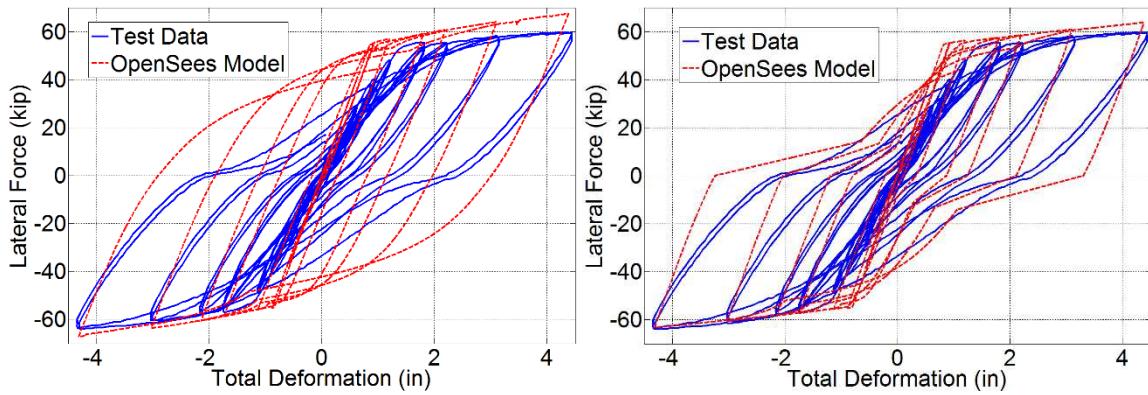 60
40
20
0
-20
-40
-60
Lateral Force (kip)
Test Data
OpenSees Model
-4 -2 0 2 4
Total Deformation (in)
60
40
20
0
-20
-40
-60
Lateral Force (kip)
Test Data
OpenSees Model
-4 -2 0 2 4
Total Deformation (in)